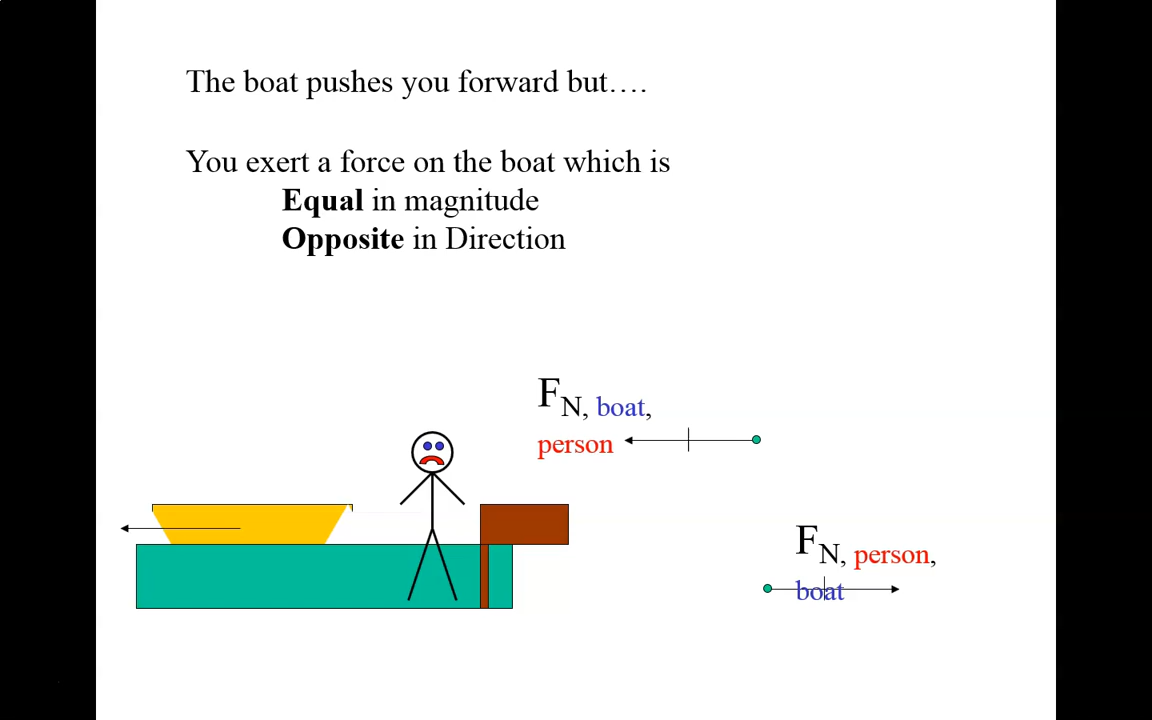 The boat pushes you forward but….
You exert a force on the boat which is
Equal in magnitude
Opposite in Direction
FN, boat,
person
FN, person,
boat